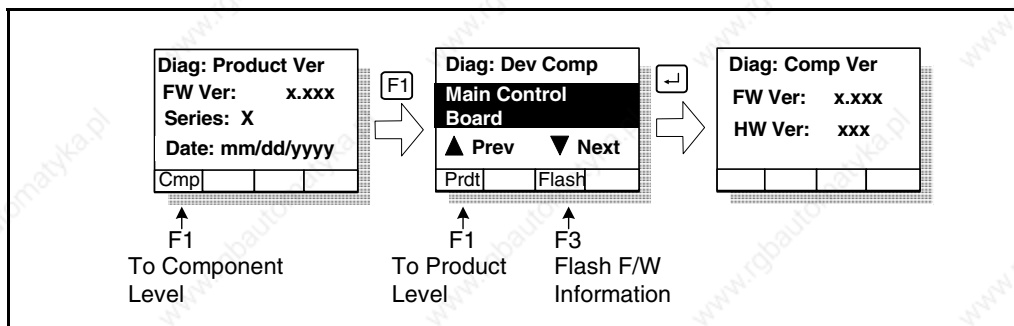 Diag: Product Ver
FW Ver: x.xxx
Series: X
Date: mm/dd/yyyy
Cmp
F1
To Component
Level
F1
Diag: Dev Comp
Main Control
Board
▲ Prev ▼ Next
Prdt Flash
F1
To Product
Level
F3
Flash F/W
Information
↵
Diag: Comp Ver
FW Ver: x.xxx
HW Ver: xxx